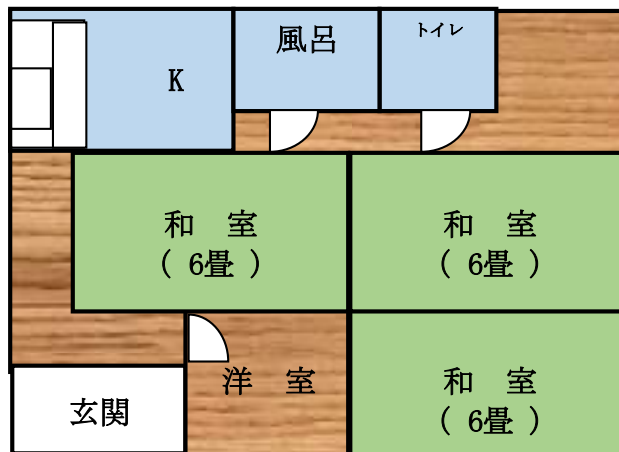 風呂
トイレ
K
和　室
（ 6畳 ）
和　室
（ 6畳 ）
洋　室
和　室
（ 6畳 ）
玄関